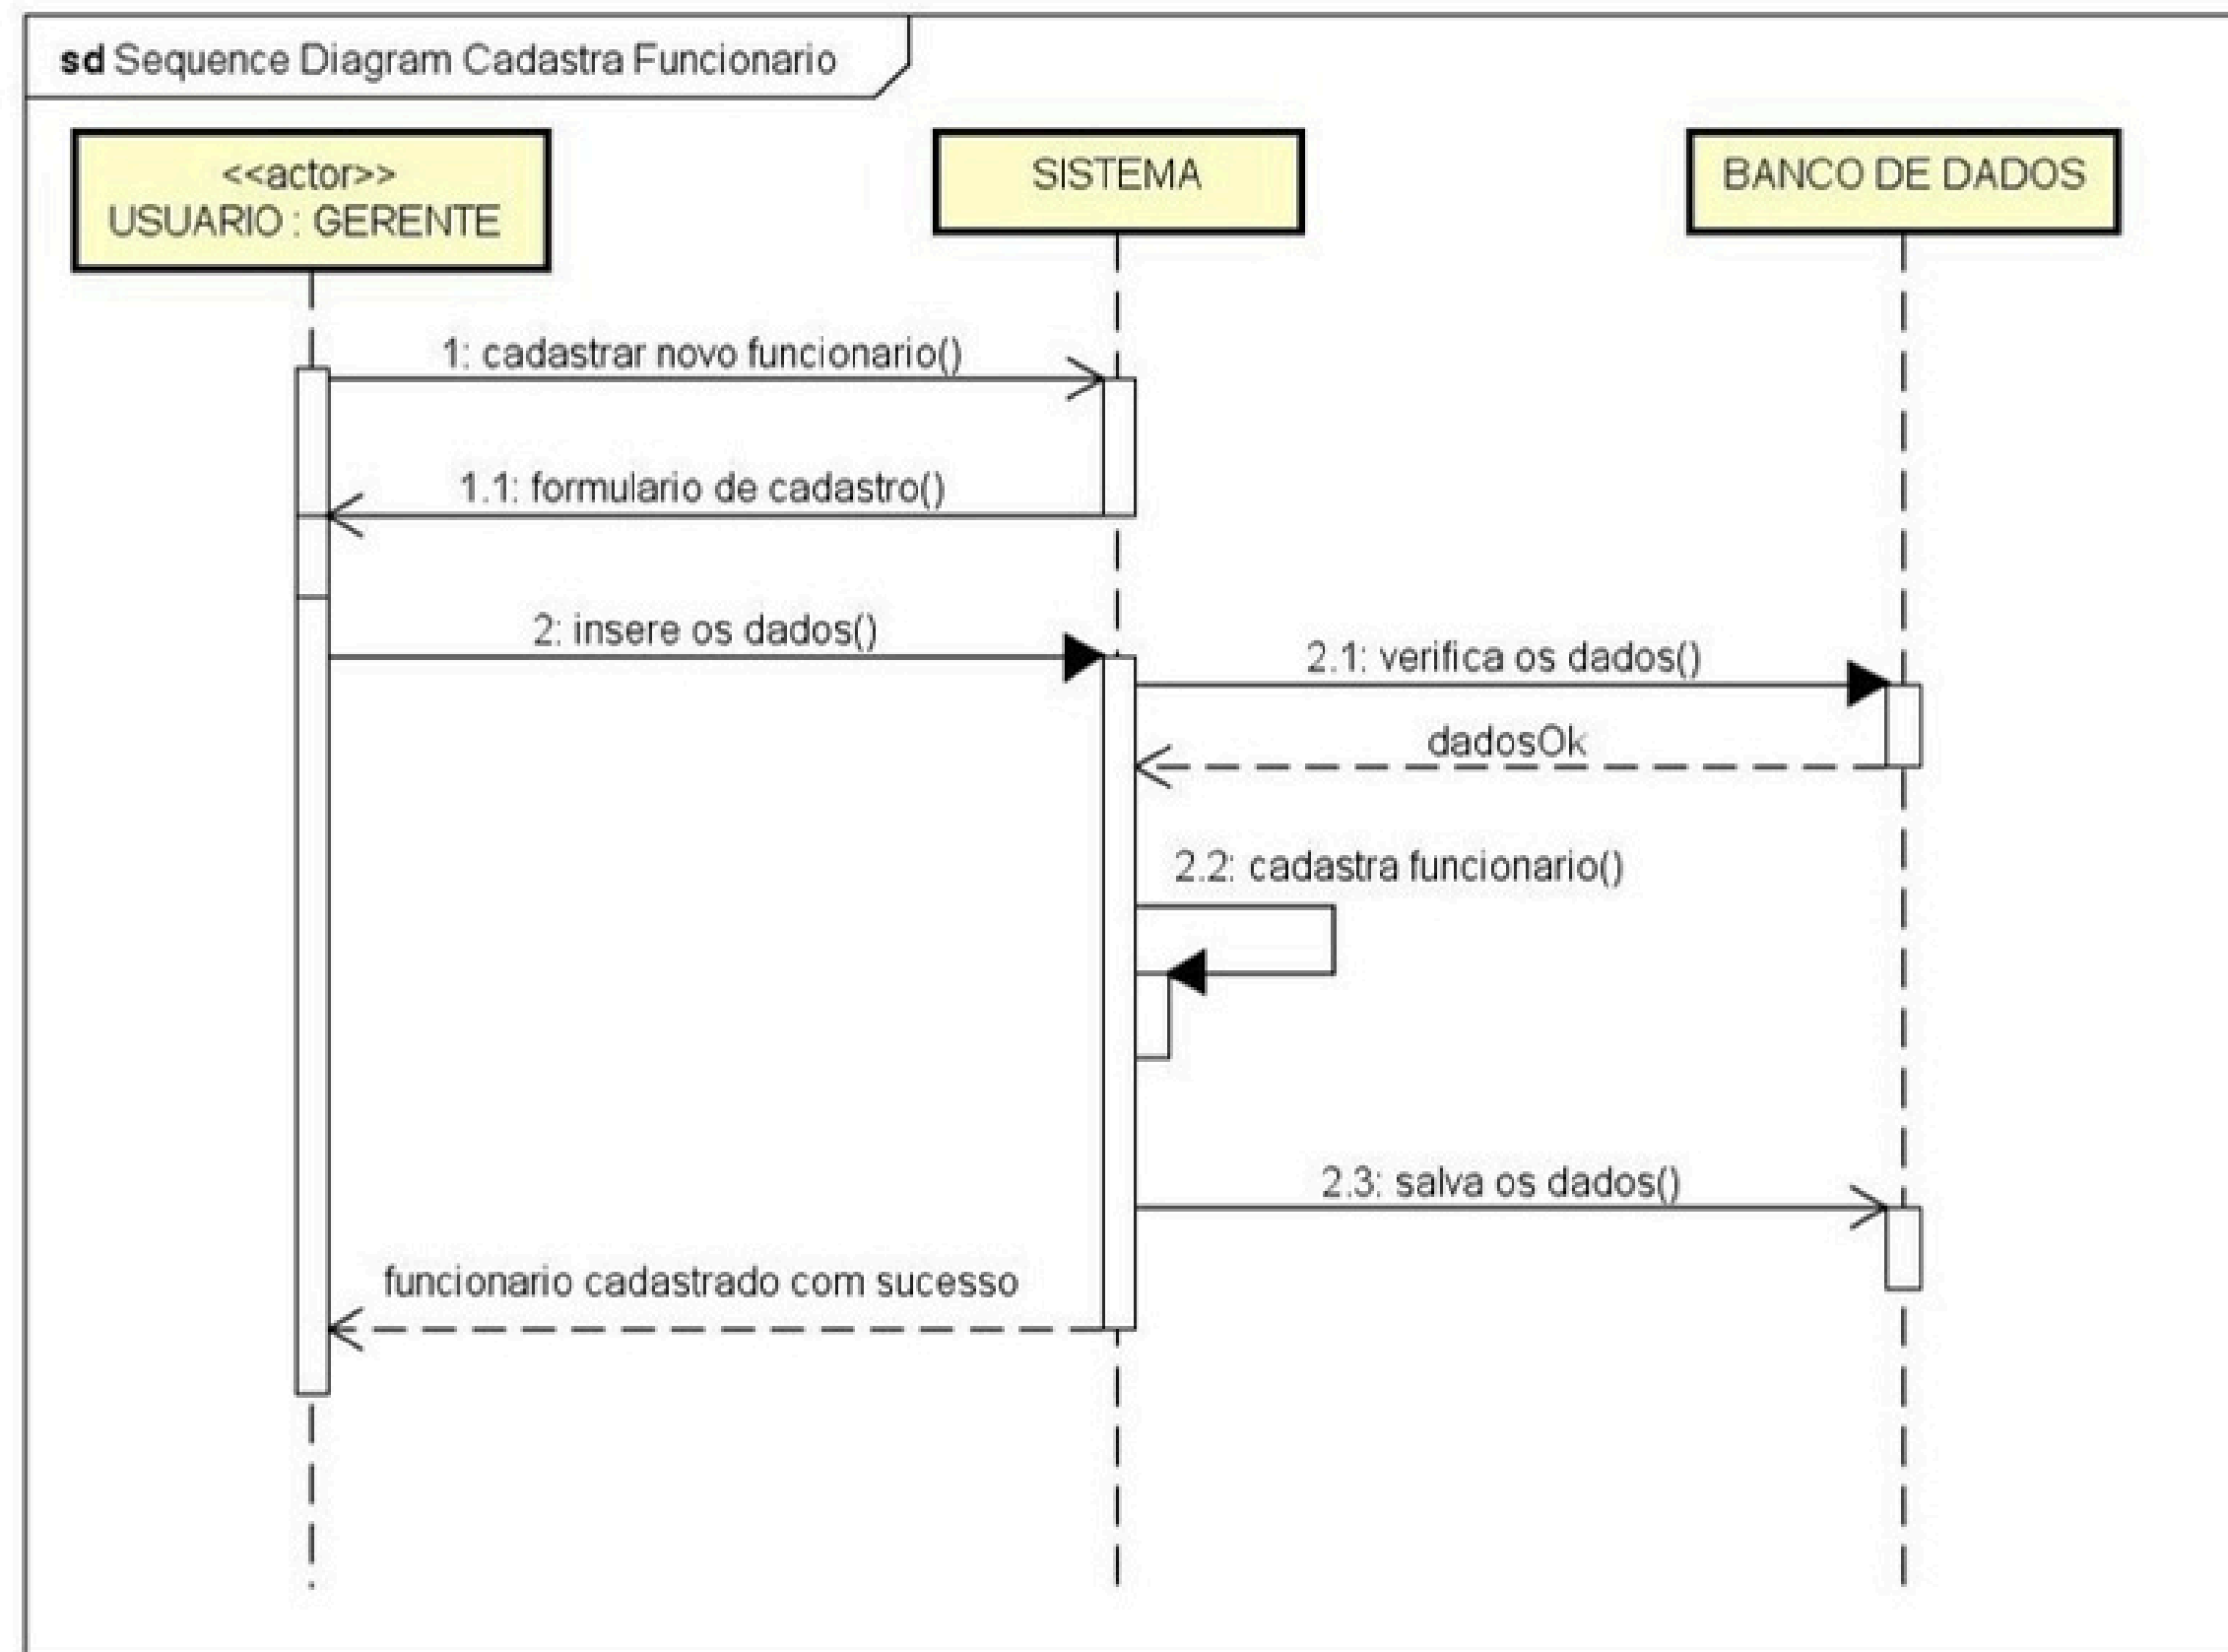 sd Sequence Diagram Cadastra Funcionario
<<actor>>
USUARIO : GERENTE
SISTEMA
BANCO DE DADOS
1: cadastrar novo funcionario()
1.1: formulario de cadastro()
2: insere os dados()
2.1: verifica os dados()
dadosOk
2.2: cadastra funcionario()
2.3: salva os dados()
funcionario cadastrado com sucesso